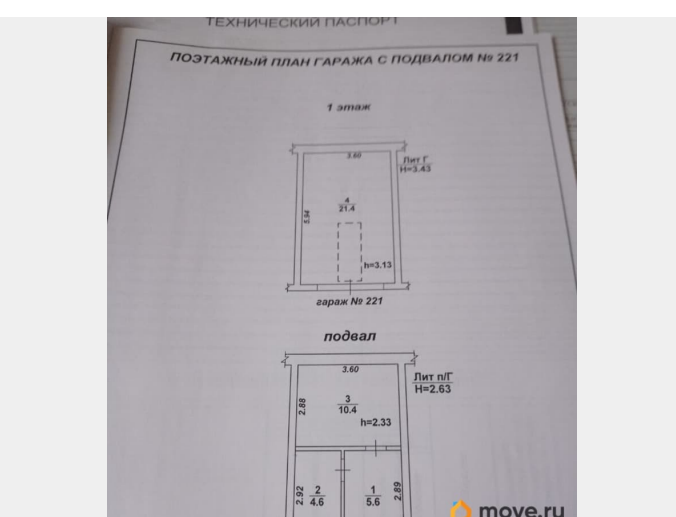 ТЕХНИЧЕСКИЙ ПАСПОРТ
ПОЭТАЖНЫЙ ПЛАН ГАРАЖА С ПОДВАЛОМ № 221
1 этаж
3.60
Лит Г
H=3.43
4
21.4
5.94
h=3.13
гараж № 221
подвал
3.60
Лит п/Г
H=2.63
2.88
3
10.4
h=2.33
2.92
2
4.6
1
5.6
2.89
move.ru